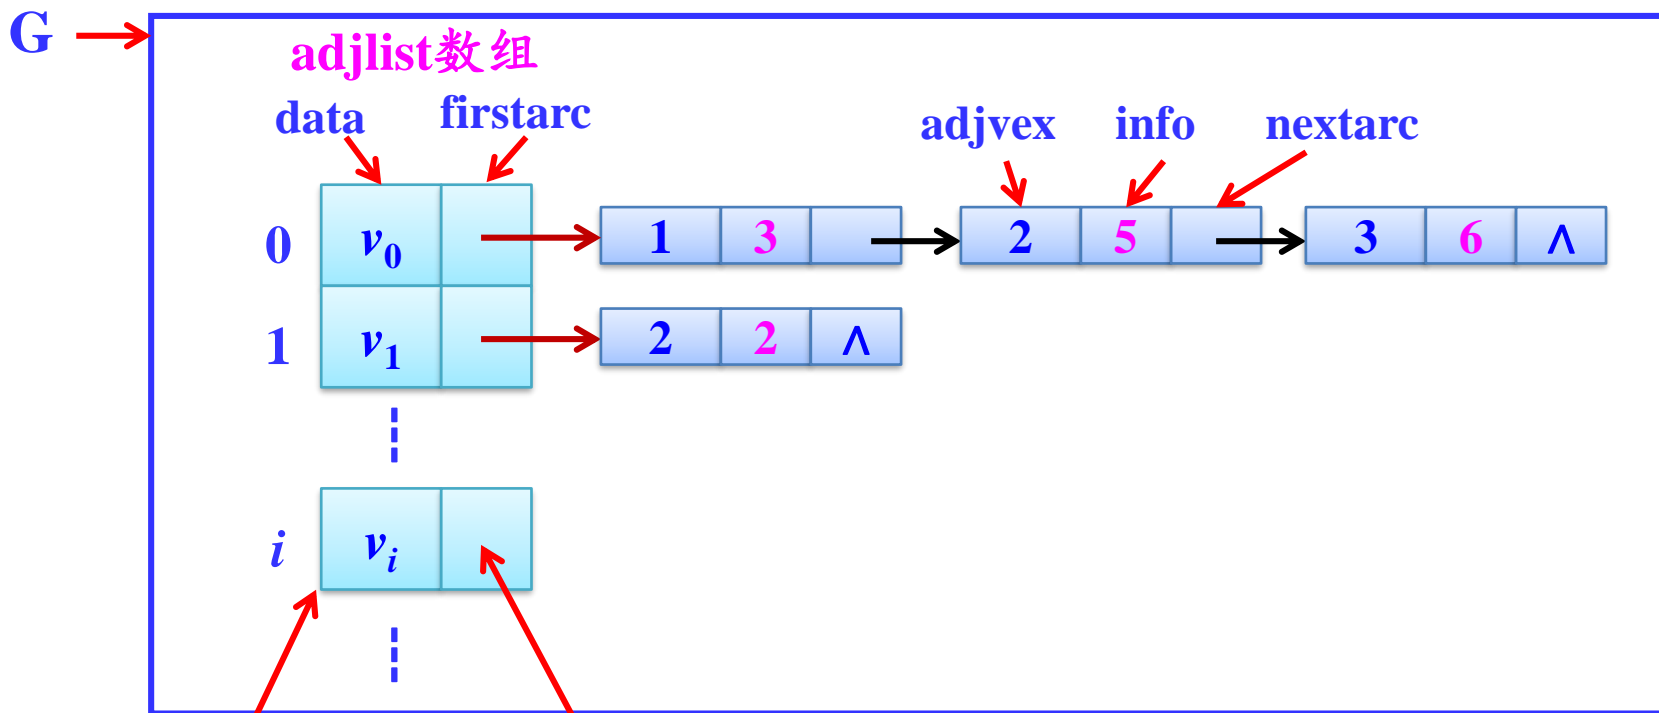 G
adjlist数组
data firstarc adjvex info nextarc
0 v0 1 3 2 5 3 6 ∧
1 v1 2 2 ∧
i vi